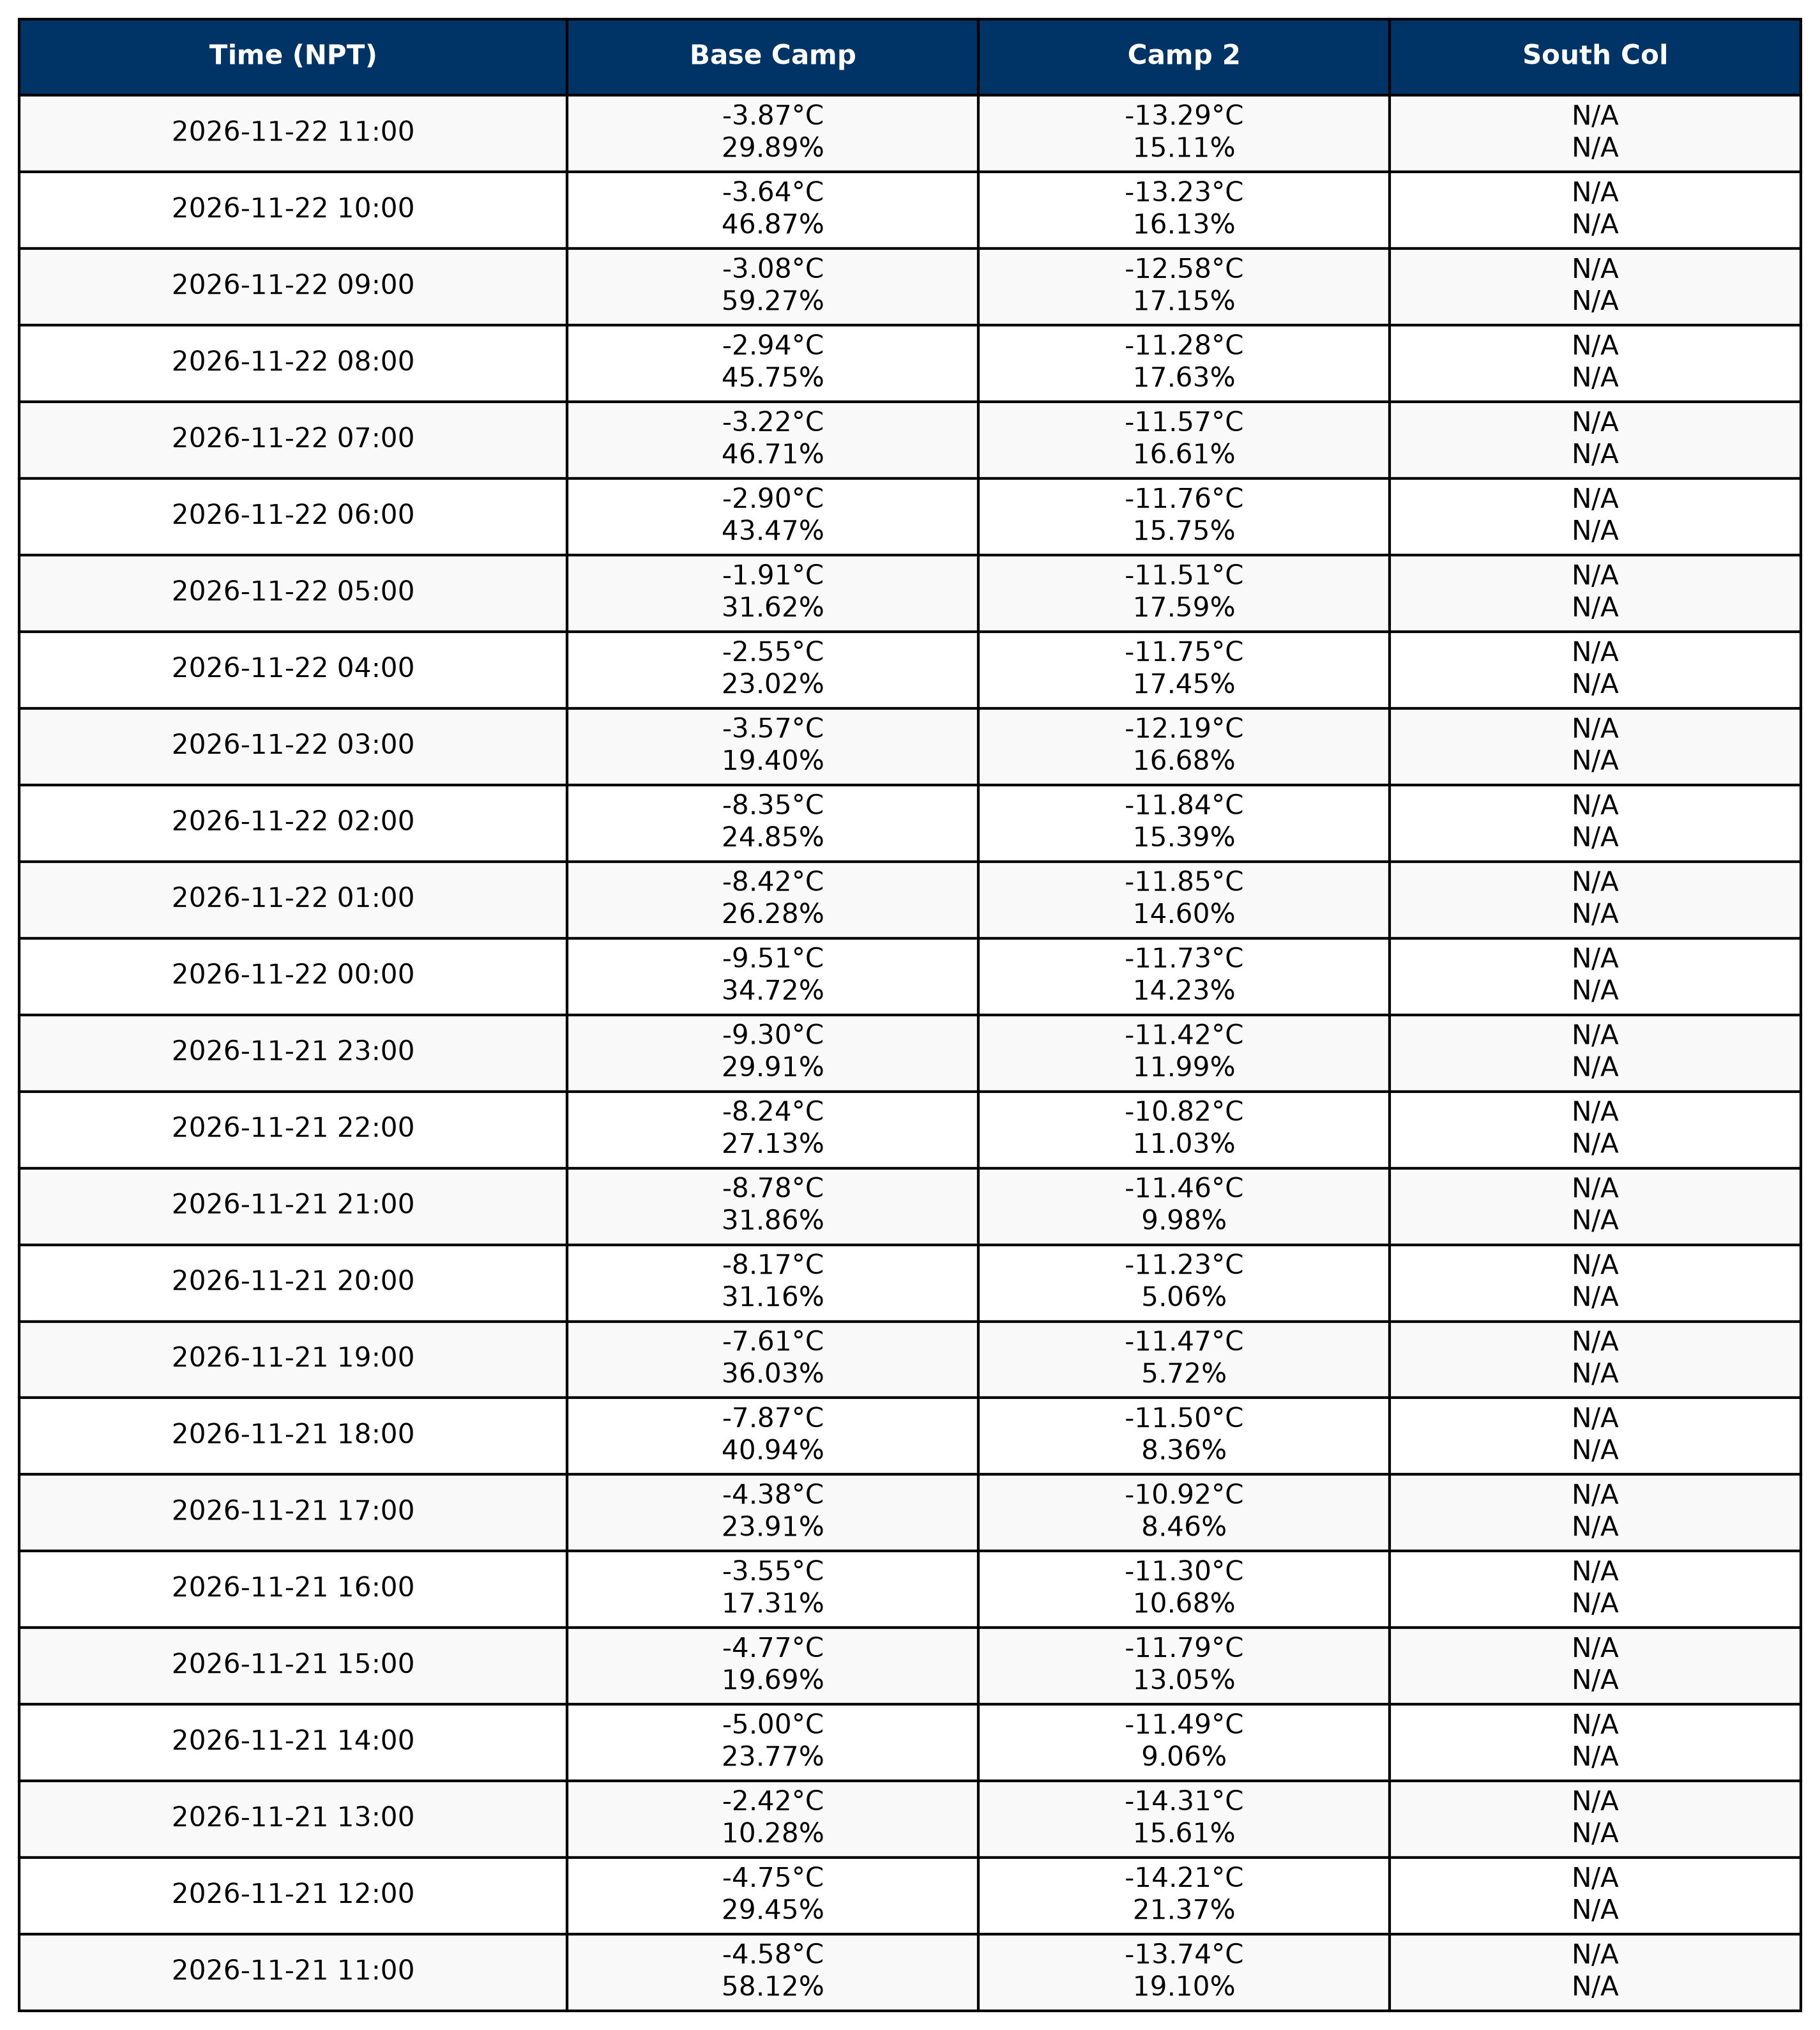 Time (NPT) Base Camp Camp 2 South Col
2026-11-22 11:00 -3.87°C -13.29°C N/A
29.89% 15.11% N/A
2026-11-22 10:00 -3.64°C -13.23°C N/A
46.87% 16.13% N/A
2026-11-22 09:00 -3.08°C -12.58°C N/A
59.27% 17.15% N/A
2026-11-22 08:00 -2.94°C -11.28°C N/A
45.75% 17.63% N/A
2026-11-22 07:00 -3.22°C -11.57°C N/A
46.71% 16.61% N/A
2026-11-22 06:00 -2.90°C -11.76°C N/A
43.47% 15.75% N/A
2026-11-22 05:00 -1.91°C -11.51°C N/A
31.62% 17.59% N/A
2026-11-22 04:00 -2.55°C -11.75°C N/A
23.02% 17.45% N/A
2026-11-22 03:00 -3.57°C -12.19°C N/A
19.40% 16.68% N/A
2026-11-22 02:00 -8.35°C -11.84°C N/A
24.85% 15.39% N/A
2026-11-22 01:00 -8.42°C -11.85°C N/A
26.28% 14.60% N/A
2026-11-22 00:00 -9.51°C -11.73°C N/A
34.72% 14.23% N/A
2026-11-21 23:00 -9.30°C -11.42°C N/A
29.91% 11.99% N/A
2026-11-21 22:00 -8.24°C -10.82°C N/A
27.13% 11.03% N/A
2026-11-21 21:00 -8.78°C -11.46°C N/A
31.86% 9.98% N/A
2026-11-21 20:00 -8.17°C -11.23°C N/A
31.16% 5.06% N/A
2026-11-21 19:00 -7.61°C -11.47°C N/A
36.03% 5.72% N/A
2026-11-21 18:00 -7.87°C -11.50°C N/A
40.94% 8.36% N/A
2026-11-21 17:00 -4.38°C -10.92°C N/A
23.91% 8.46% N/A
2026-11-21 16:00 -3.55°C -11.30°C N/A
17.31% 10.68% N/A
2026-11-21 15:00 -4.77°C -11.79°C N/A
19.69% 13.05% N/A
2026-11-21 14:00 -5.00°C -11.49°C N/A
23.77% 9.06% N/A
2026-11-21 13:00 -2.42°C -14.31°C N/A
10.28% 15.61% N/A
2026-11-21 12:00 -4.75°C -14.21°C N/A
29.45% 21.37% N/A
2026-11-21 11:00 -4.58°C -13.74°C N/A
58.12% 19.10% N/A